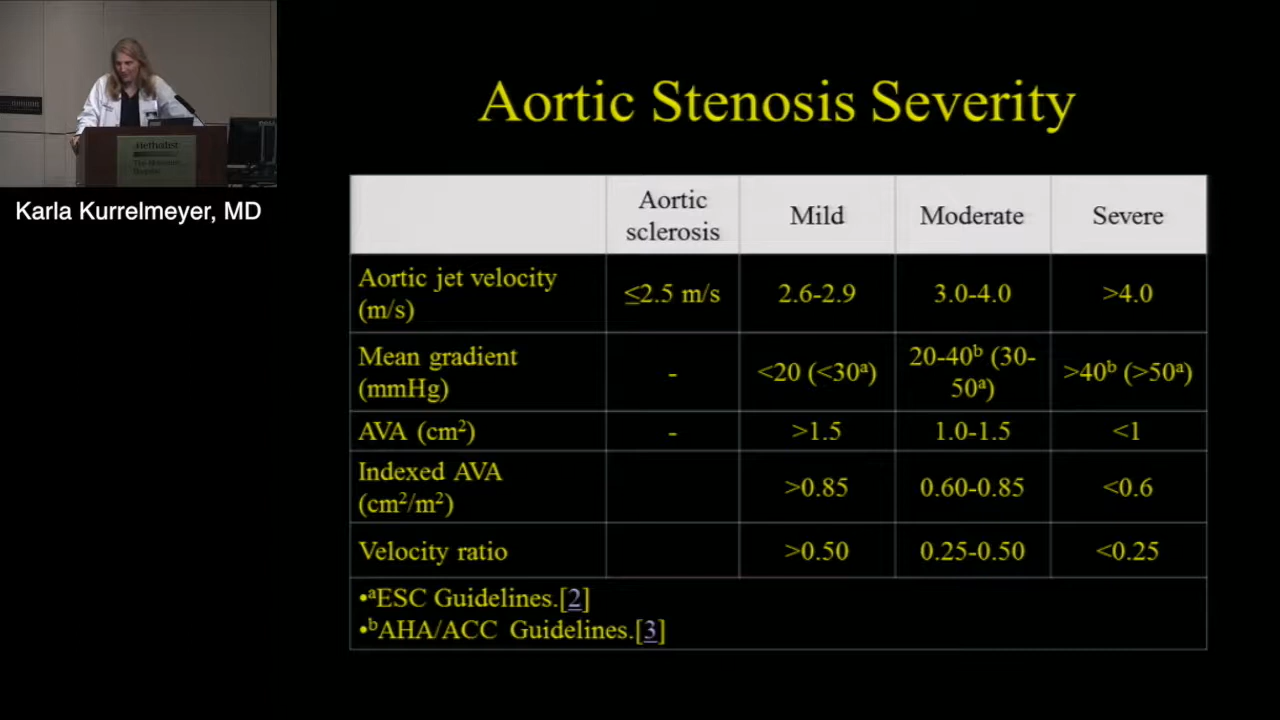 Methodist
Karla Kurrelmeyer, MD
Aortic Stenosis Severity
Aortic
sclerosis
Mild
Moderate
Severe
Aortic jet velocity
(m/s)
≤2.5 m/s
2.6-2.9
3.0-4.0
>4.0
Mean gradient
(mmHg)
-
<20 (<30ᵃ)
20-40ᵇ (30-
50ᵃ)
>40ᵇ (>50ᵃ)
AVA (cm²)
-
>1.5
1.0-1.5
<1
Indexed AVA
(cm²/m²)
>0.85
0.60-0.85
<0.6
Velocity ratio
>0.50
0.25-0.50
<0.25
•ᵃESC Guidelines.[2]
•ᵇAHA/ACC Guidelines.[3]